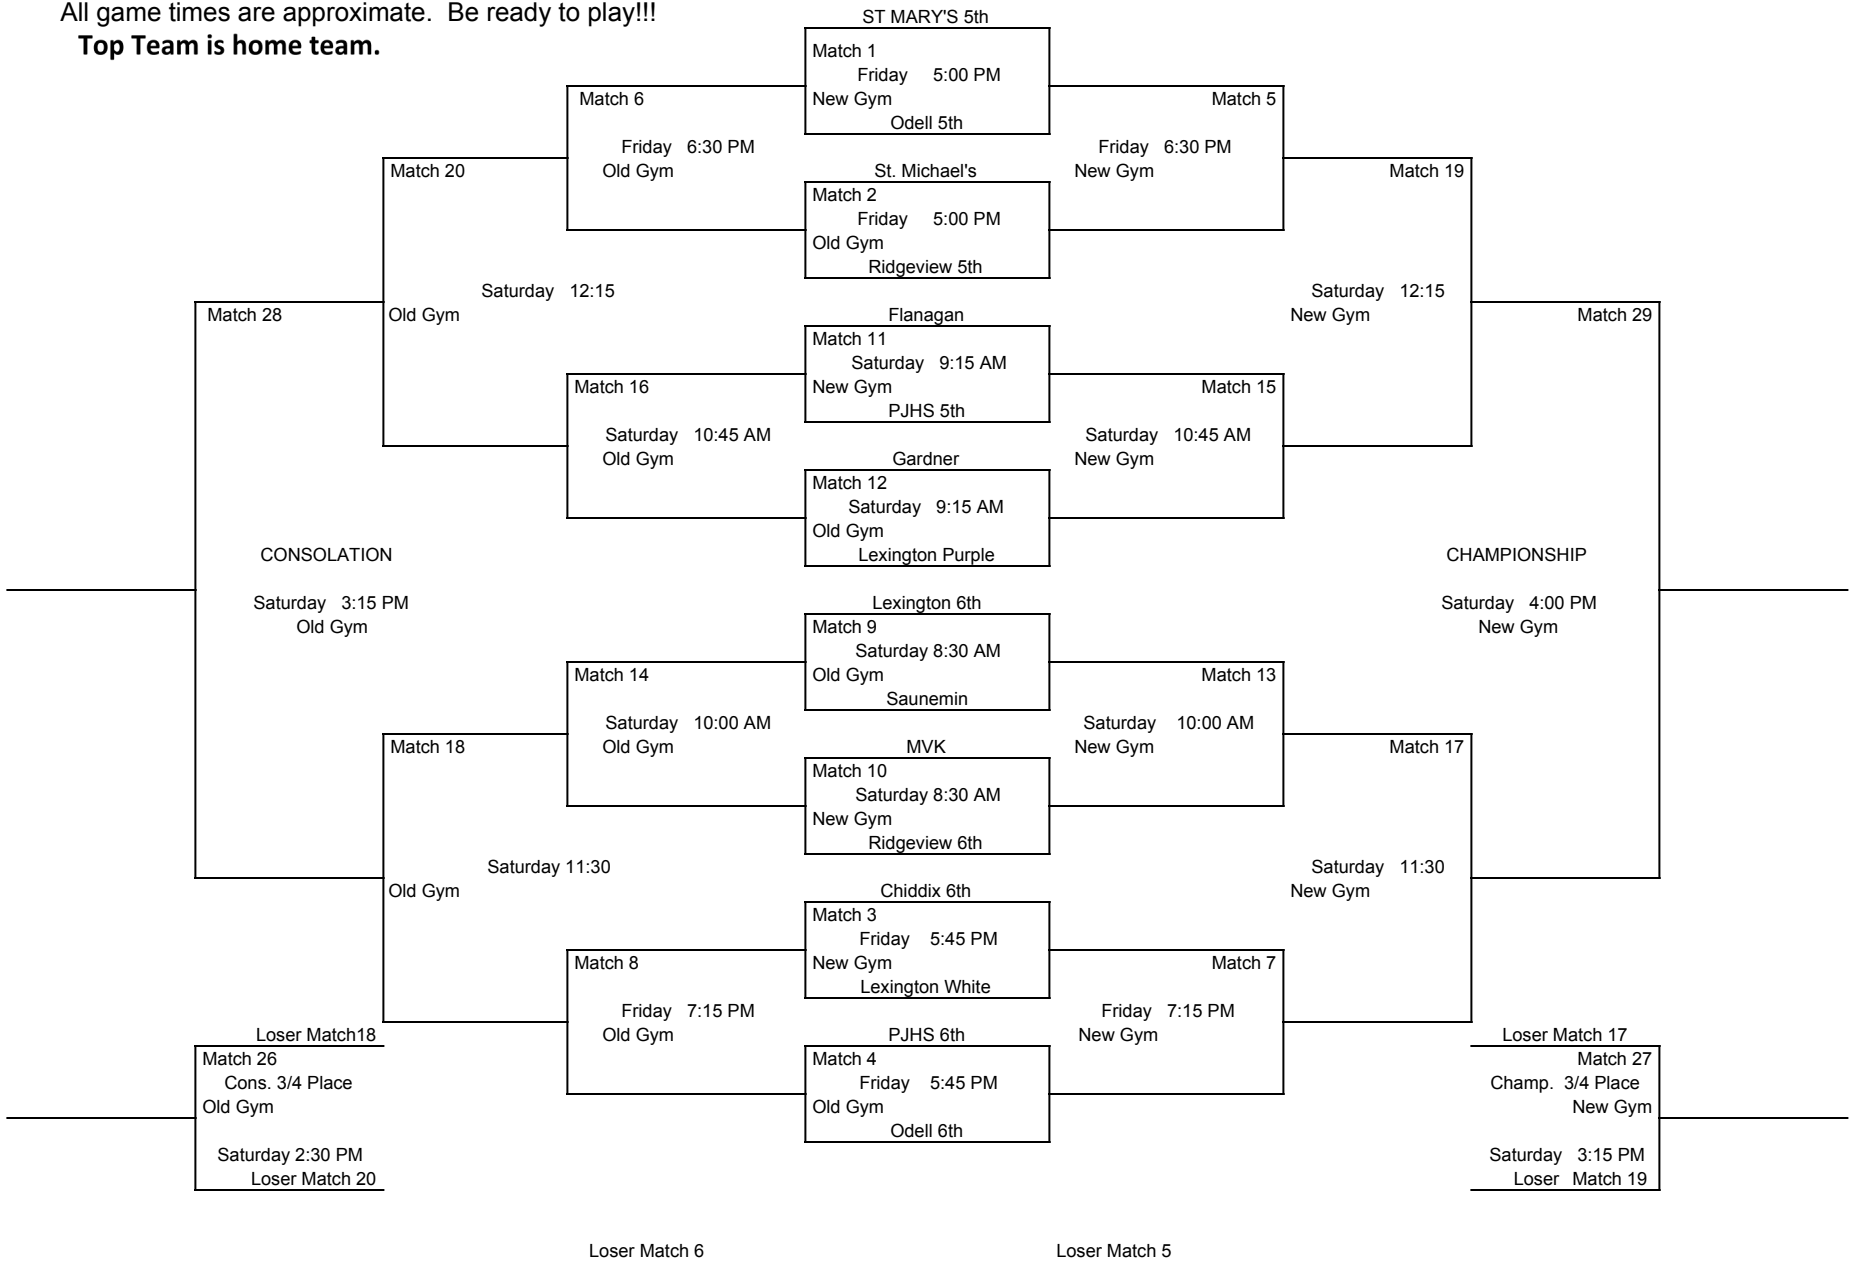 All game times are approximate.  Be ready to play!!!
Top Team is home team.
ST MARY'S 5th
Match 1
Friday 5:00 PM
New Gym
Odell 5th
Match 6
Friday 6:30 PM
Old Gym
Match 5
Friday 6:30 PM
New Gym
St. Michael's
Match 2
Friday 5:00 PM
Old Gym
Ridgeview 5th
Match 20
Saturday 12:15
Old Gym
Match 19
Saturday 12:15
New Gym
Flanagan
Match 11
Saturday 9:15 AM
New Gym
PJHS 5th
Match 28
CONSOLATION
Saturday 3:15 PM
Old Gym
Match 29
CHAMPIONSHIP
Saturday 4:00 PM
New Gym
Match 16
Saturday 10:45 AM
Old Gym
Match 15
Saturday 10:45 AM
New Gym
Gardner
Match 12
Saturday 9:15 AM
Old Gym
Lexington Purple
Lexington 6th
Match 9
Saturday 8:30 AM
Old Gym
Saunemin
Match 14
Saturday 10:00 AM
Old Gym
Match 13
Saturday 10:00 AM
New Gym
MVK
Match 10
Saturday 8:30 AM
New Gym
Ridgeview 6th
Match 18
Saturday 11:30
Old Gym
Match 17
Saturday 11:30
New Gym
Chiddix 6th
Match 3
Friday 5:45 PM
New Gym
Lexington White
Match 8
Friday 7:15 PM
Old Gym
Match 7
Friday 7:15 PM
New Gym
PJHS 6th
Match 4
Friday 5:45 PM
Old Gym
Odell 6th
Loser Match18
Match 26
Cons. 3/4 Place
Old Gym
Saturday 2:30 PM
Loser Match 20
Loser Match 17
Match 27
Champ. 3/4 Place
New Gym
Saturday 3:15 PM
Loser Match 19
Loser Match 6
Loser Match 5